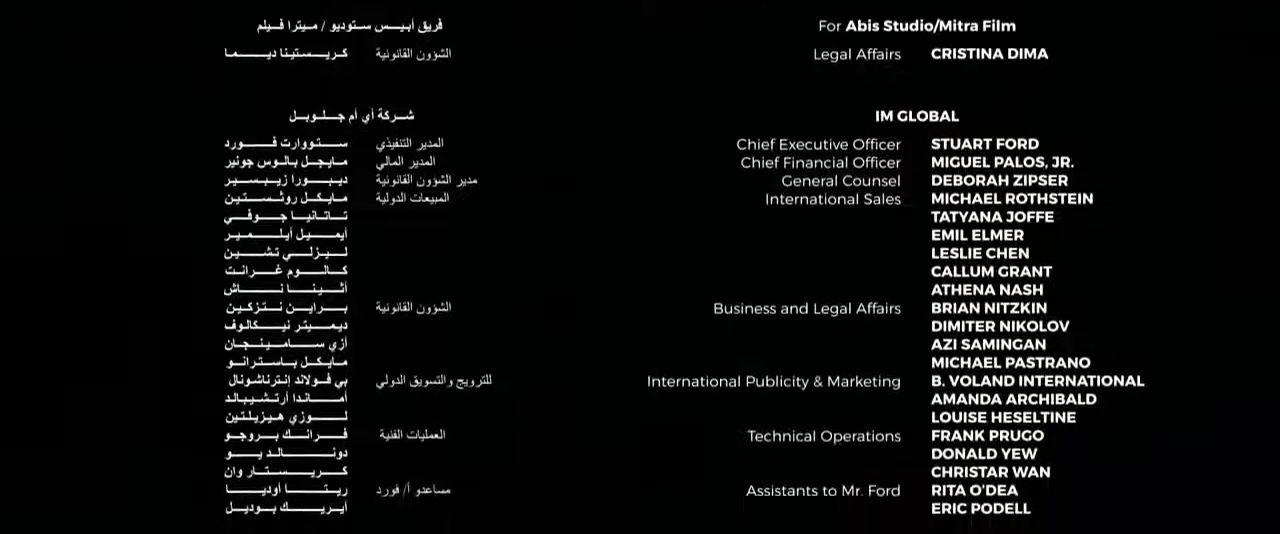 فريق أبيس ستوديو / ميترا فيلم
For Abis Studio/Mitra Film
الشؤون القانونية كريستينا ديما
Legal Affairs CRISTINA DIMA
شركة أي أم جلوبل
IM GLOBAL
المدير التنفيذي ستووارت فورد
Chief Executive Officer STUART FORD
المدير المالي مايجل بالوس جونير
Chief Financial Officer MIGUEL PALOS, JR.
مدير الشؤون القانونية ديبورا زيبسير
General Counsel DEBORAH ZIPSER
المبيعات الدولية مايكل روثستين
International Sales MICHAEL ROTHSTEIN
تاتانيا جوفي
TATYANA JOFFE
أيميل أيلمير
EMIL ELMER
ليزلي تشين
LESLIE CHEN
كالوم غرانت
CALLUM GRANT
أثينا ناش
ATHENA NASH
الشؤون القانونية براين نتزكين
Business and Legal Affairs BRIAN NITZKIN
ديميتر نيكالوف
DIMITER NIKOLOV
أزي سامينجان
AZI SAMINGAN
مايكل باسترانو
MICHAEL PASTRANO
للترويج والتسويق الدولي بي فولاند إنترناشونال
International Publicity & Marketing B. VOLAND INTERNATIONAL
أماندا أرتشيبالد
AMANDA ARCHIBALD
لوزي هيزيلتين
LOUISE HESELTINE
العمليات الفنية فرانك بروجو
Technical Operations FRANK PRUGO
دونالد يو
DONALD YEW
كريستار وان
CHRISTAR WAN
مساعدو أ/ فورد ريتا أوديا
Assistants to Mr. Ford RITA O'DEA
أيريك بوديل
ERIC PODELL